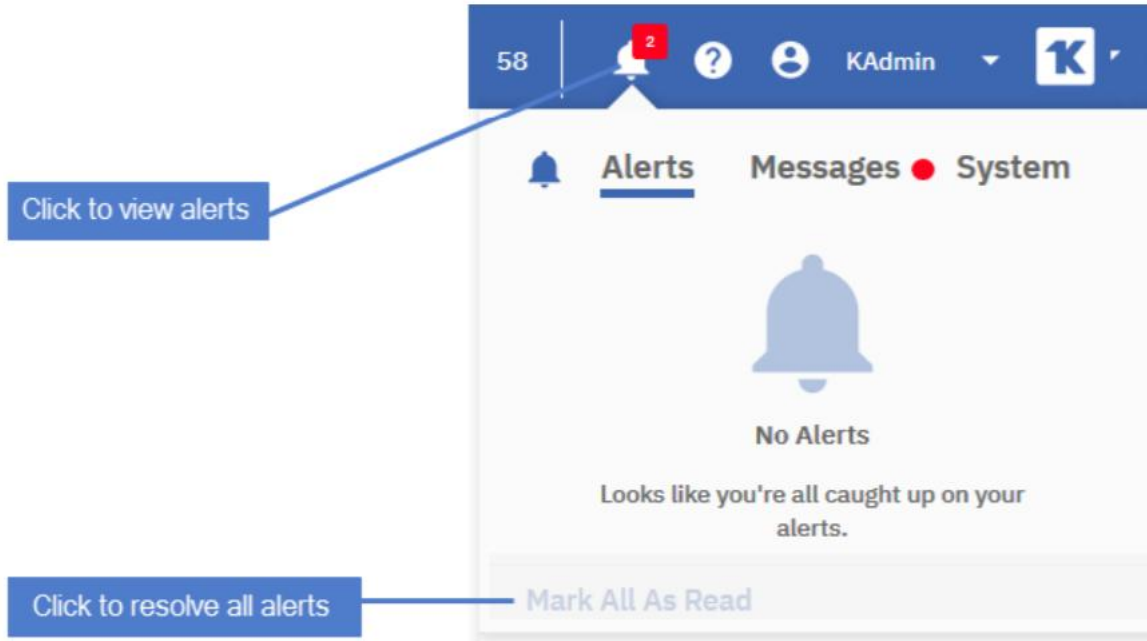 58
2
?
KAdmin
1K
Alerts Messages System
Click to view alerts
No Alerts
Looks like you're all caught up on your
alerts.
Click to resolve all alerts
Mark All As Read